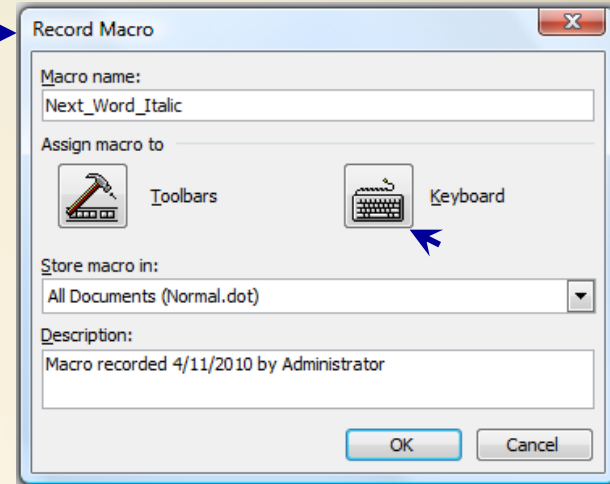 Record Macro
Macro name:
Next_Word_Italic
Assign macro to
Toolbars
Keyboard
Store macro in:
All Documents (Normal.dot)
Description:
Macro recorded 4/11/2010 by Administrator
OK
Cancel